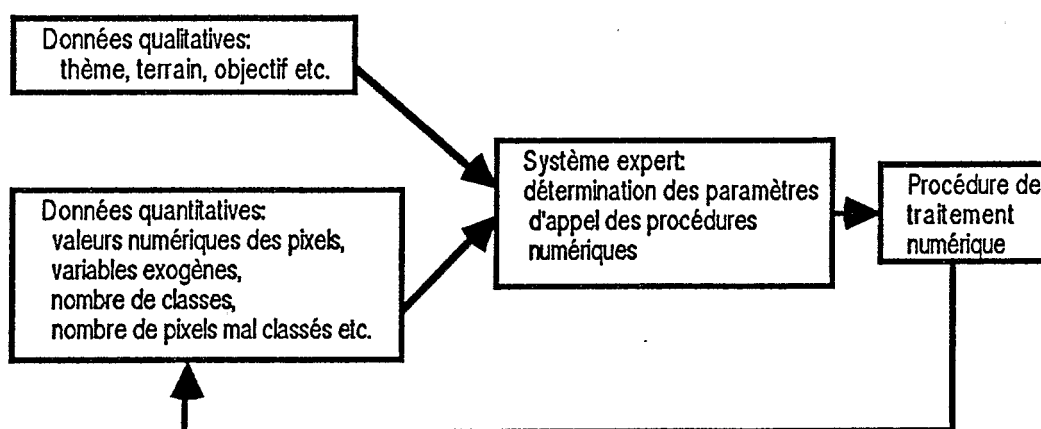 Données qualitatives:
thème, terrain, objectif etc.
Données quantitatives:
valeurs numériques des pixels,
variables exogènes,
nombre de classes,
nombre de pixels mal classés etc.
Système expert:
détermination des paramètres
d'appel des procédures
numériques
Procédure de
traitement
numérique